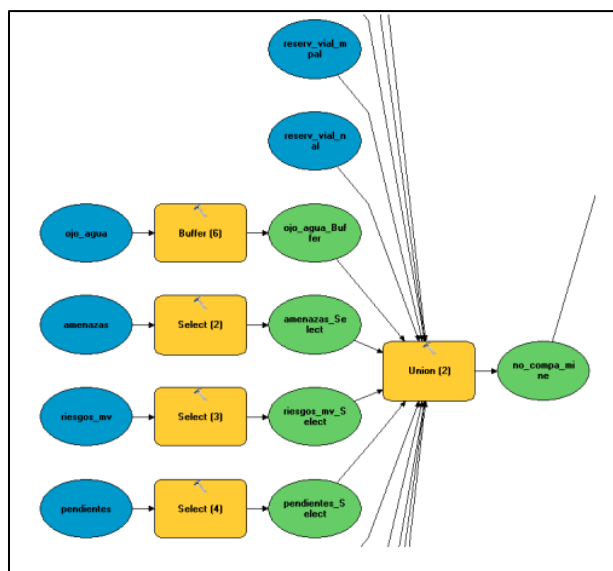 reserv_vial_m
pal
reserv_vial_n
al
ojo_agua
Buffer (6)
ojo_agua_Buf
fer
amenazas
Select (2)
amenazas_Se
lect
Union (2)
no_compa_mi
ne
riesgos_mv
Select (3)
riesgos_mv_S
elect
pendientes
Select (4)
pendientes_S
elect